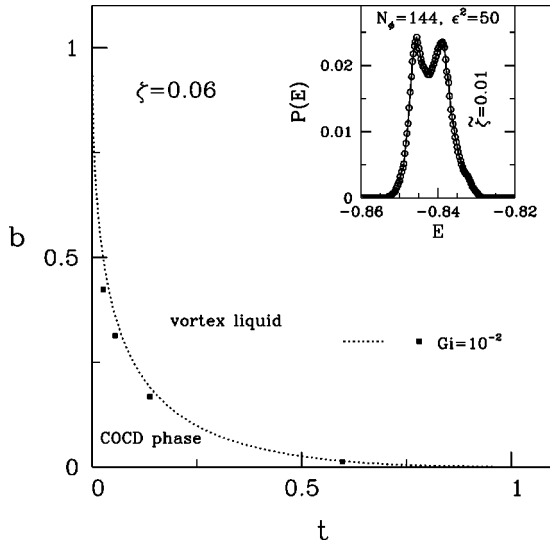 1
ζ=0.06
0.5
b
vortex liquid
Gi=10⁻²
COCD phase
0
0
0.5
1
t
N_ϕ=144, ϵ²=50
0.02
P(E)
0.01
ζ̃=0.01
0
−0.86
−0.84
−0.82
E